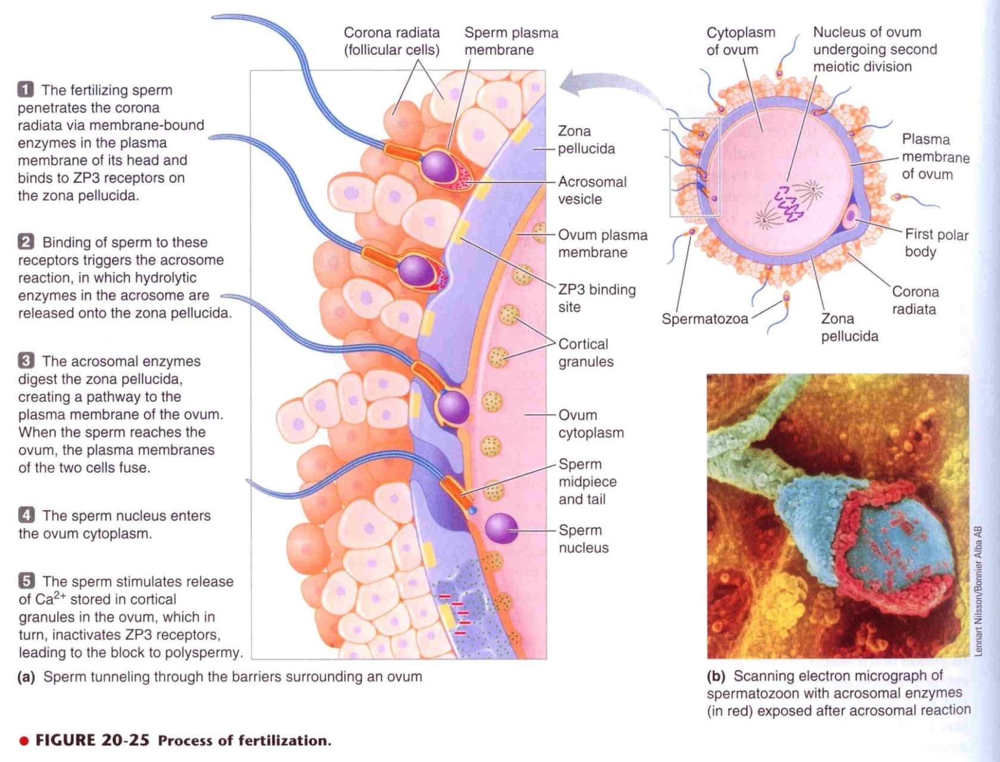 Corona radiata
(follicular cells)
Sperm plasma
membrane
Cytoplasm
of ovum
Nucleus of ovum
undergoing second
meiotic division
1 The fertilizing sperm
penetrates the corona
radiata via membrane-bound
enzymes in the plasma
membrane of its head and
binds to ZP3 receptors on
the zona pellucida.
2 Binding of sperm to these
receptors triggers the acrosome
reaction, in which hydrolytic
enzymes in the acrosome are
released onto the zona pellucida.
3 The acrosomal enzymes
digest the zona pellucida,
creating a pathway to the
plasma membrane of the ovum.
When the sperm reaches the
ovum, the plasma membranes
of the two cells fuse.
4 The sperm nucleus enters
the ovum cytoplasm.
5 The sperm stimulates release
of Ca2+ stored in cortical
granules in the ovum, which in
turn, inactivates ZP3 receptors,
leading to the block to polyspermy.
Zona
pellucida
Acrosomal
vesicle
Ovum plasma
membrane
ZP3 binding
site
Cortical
granules
Ovum
cytoplasm
Sperm
midpiece
and tail
Sperm
nucleus
Plasma
membrane
of ovum
First polar
body
Corona
radiata
Zona
pellucida
Spermatozoa
Lennart Nilsson/Bonnier Alba AB
(a) Sperm tunneling through the barriers surrounding an ovum
(b) Scanning electron micrograph of
spermatozoon with acrosomal enzymes
(in red) exposed after acrosomal reaction
• FIGURE 20-25 Process of fertilization.